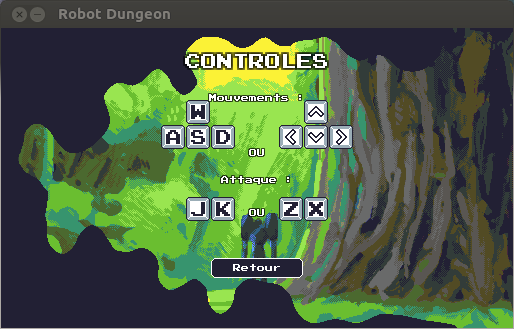 Robot Dungeon
CONTROLES
Mouvements :
W
A S D
OU
Attaque :
J K OU Z X
Retour